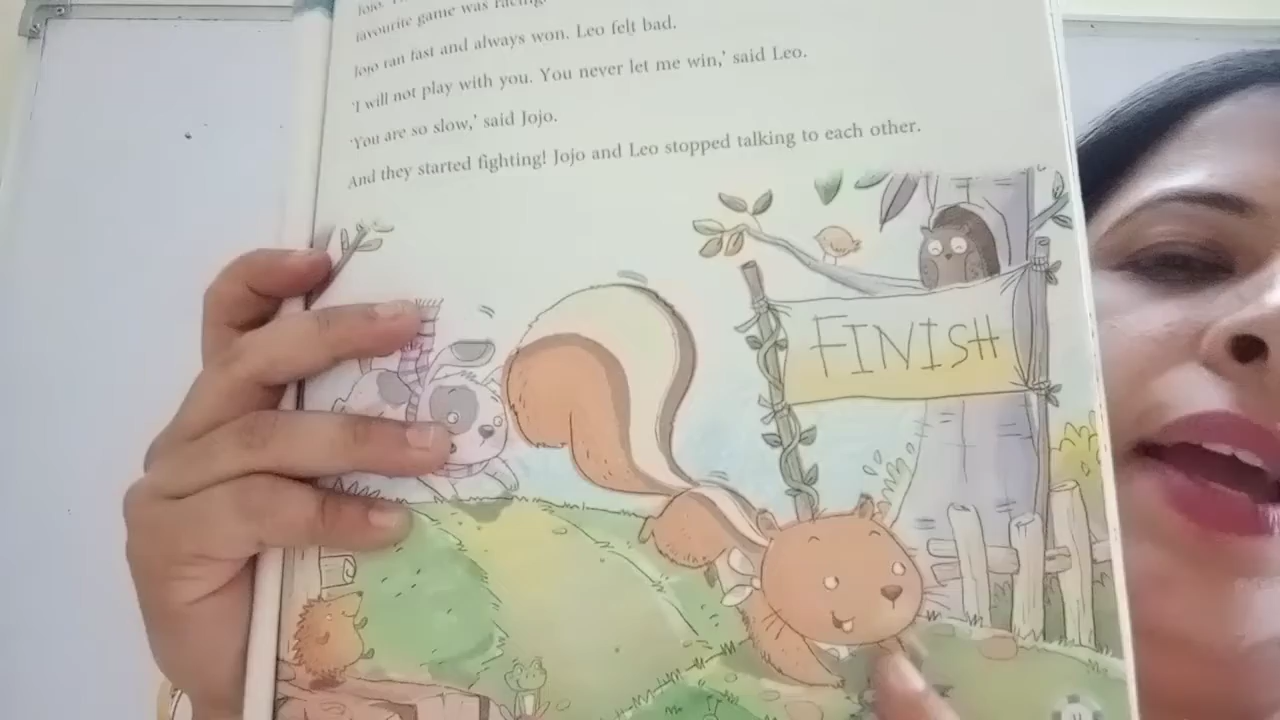 favourite game was racing.
Jojo ran fast and always won. Leo felt bad.
'I will not play with you. You never let me win,' said Leo.
'You are so slow,' said Jojo.
And they started fighting! Jojo and Leo stopped talking to each other.
FINISH